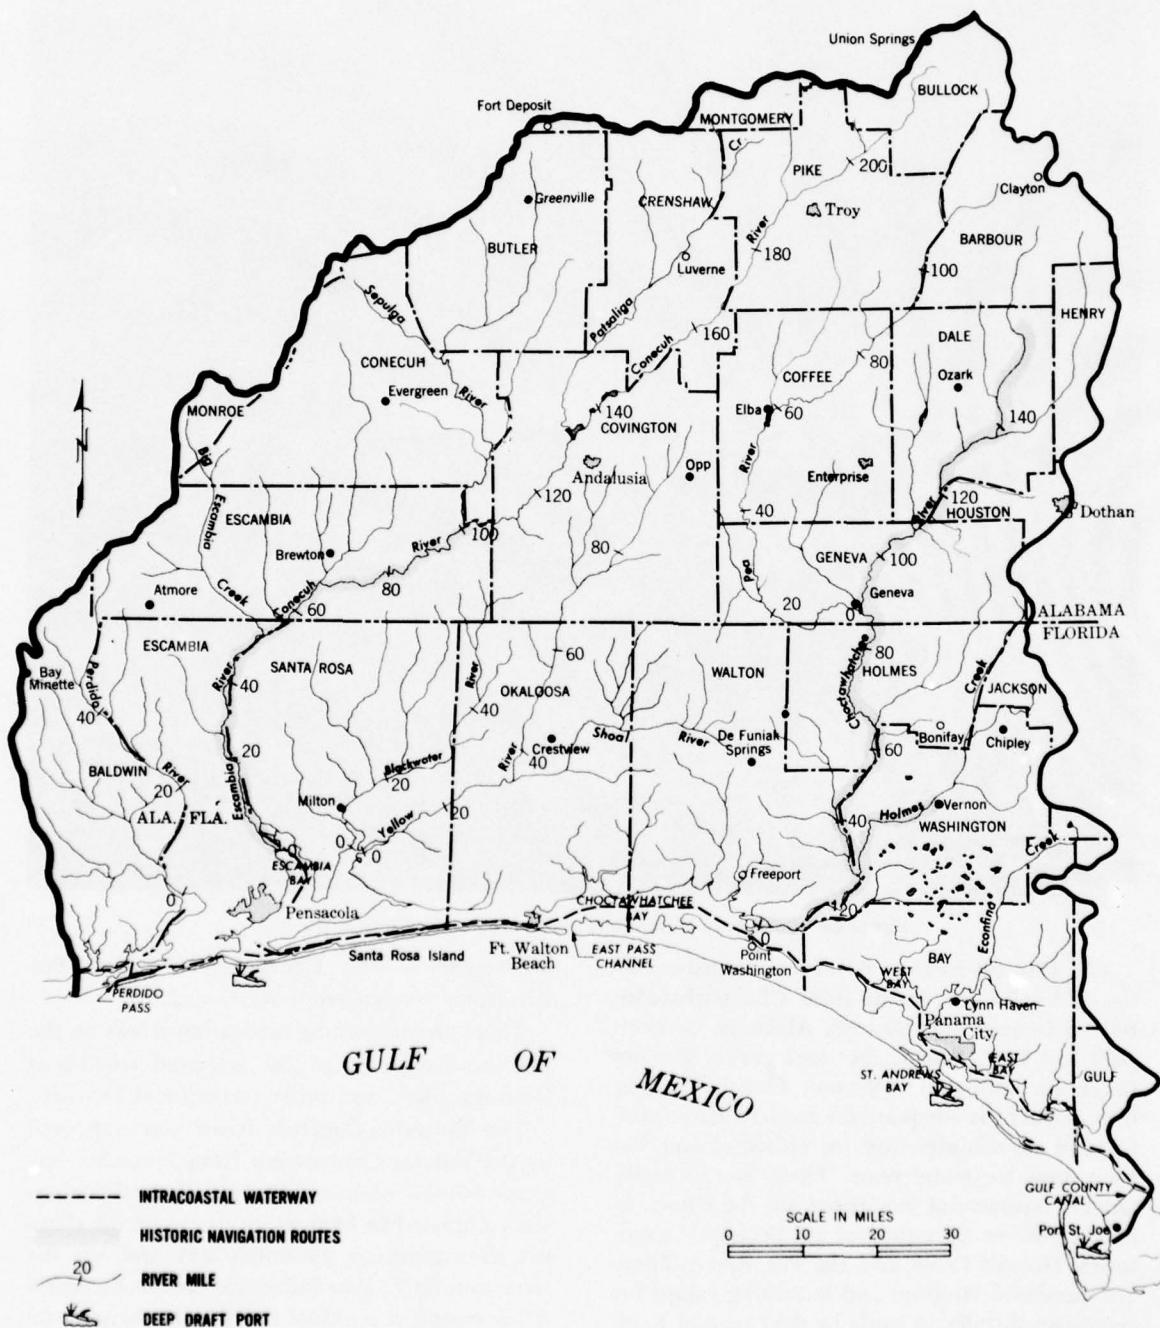 Union Springs
BULLOCK
Fort Deposit
MONTGOMERY
Cr.
PIKE
200
Clayton
Greenville
CRENSHAW
Troy
River
BUTLER
BARBOUR
180
Luverne
100
Sepulga
Patsaliga
HENRY
160
Conecuh
DALE
CONECUH
80
COFFEE
Ozark
Evergreen
River
MONROE
140
Elba
60
140
COVINGTON
Big
River
Opp
Andalusia
Enterprise
120
120
Escambia
River
HOUSTON
40
Dothan
ESCAMBIA
100
River
80
Brewton
GENEVA
100
Pea
80
Atmore
Creek
Conecuh
60
20
0
Geneva
ALABAMA
FLORIDA
ESCAMBIA
SANTA ROSA
60
WALTON
80
HOLMES
Choctawhatchee
Bay
Minette
Perdido
River
40
River
OKALOOSA
Creek
JACKSON
40
40
Shoal
River
De Funiak
Springs
Bonifay
Chipley
20
Crestview
60
BALDWIN
River
20
Blackwater
20
River
40
Escambia
Milton
ALA.
FLA.
Yellow
20
40
Holmes
Vernon
WASHINGTON
Creek
0
0
0
ESCAMBIA
BAY
Freeport
0
Pensacola
CHOCTAWHATCHEE
BAY
20
Econfina
0
Santa Rosa Island
Ft. Walton
Beach
EAST PASS
CHANNEL
Point
Washington
BAY
WEST
BAY
PERDIDO
PASS
Lynn Haven
Panama
City
GULF OF MEXICO
EAST
BAY
ST. ANDREWS
BAY
GULF
GULF COUNTY
CANAL
Port St. Joe
INTRACOASTAL WATERWAY
HISTORIC NAVIGATION ROUTES
20
RIVER MILE
DEEP DRAFT PORT
SCALE IN MILES
0 10 20 30